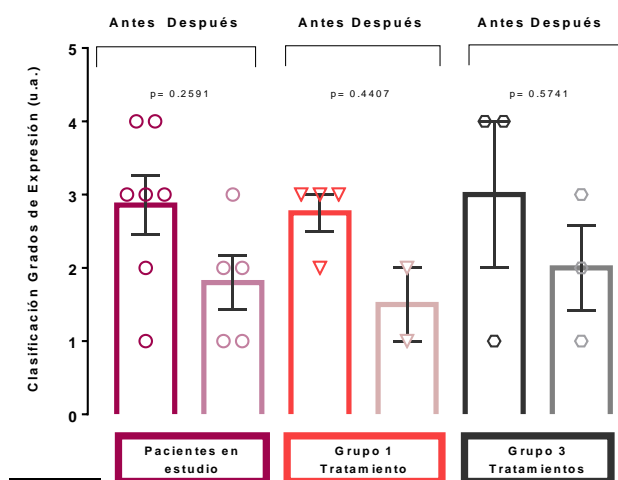 Antes Después
Antes Después
Antes Después
p= 0.2591
p= 0.4407
p= 0.5741
Clasificación Grados de Expresión (u.a.)
5
4
3
2
1
0
Pacientes en
estudio
Grupo 1
Tratamiento
Grupo 3
Tratamientos